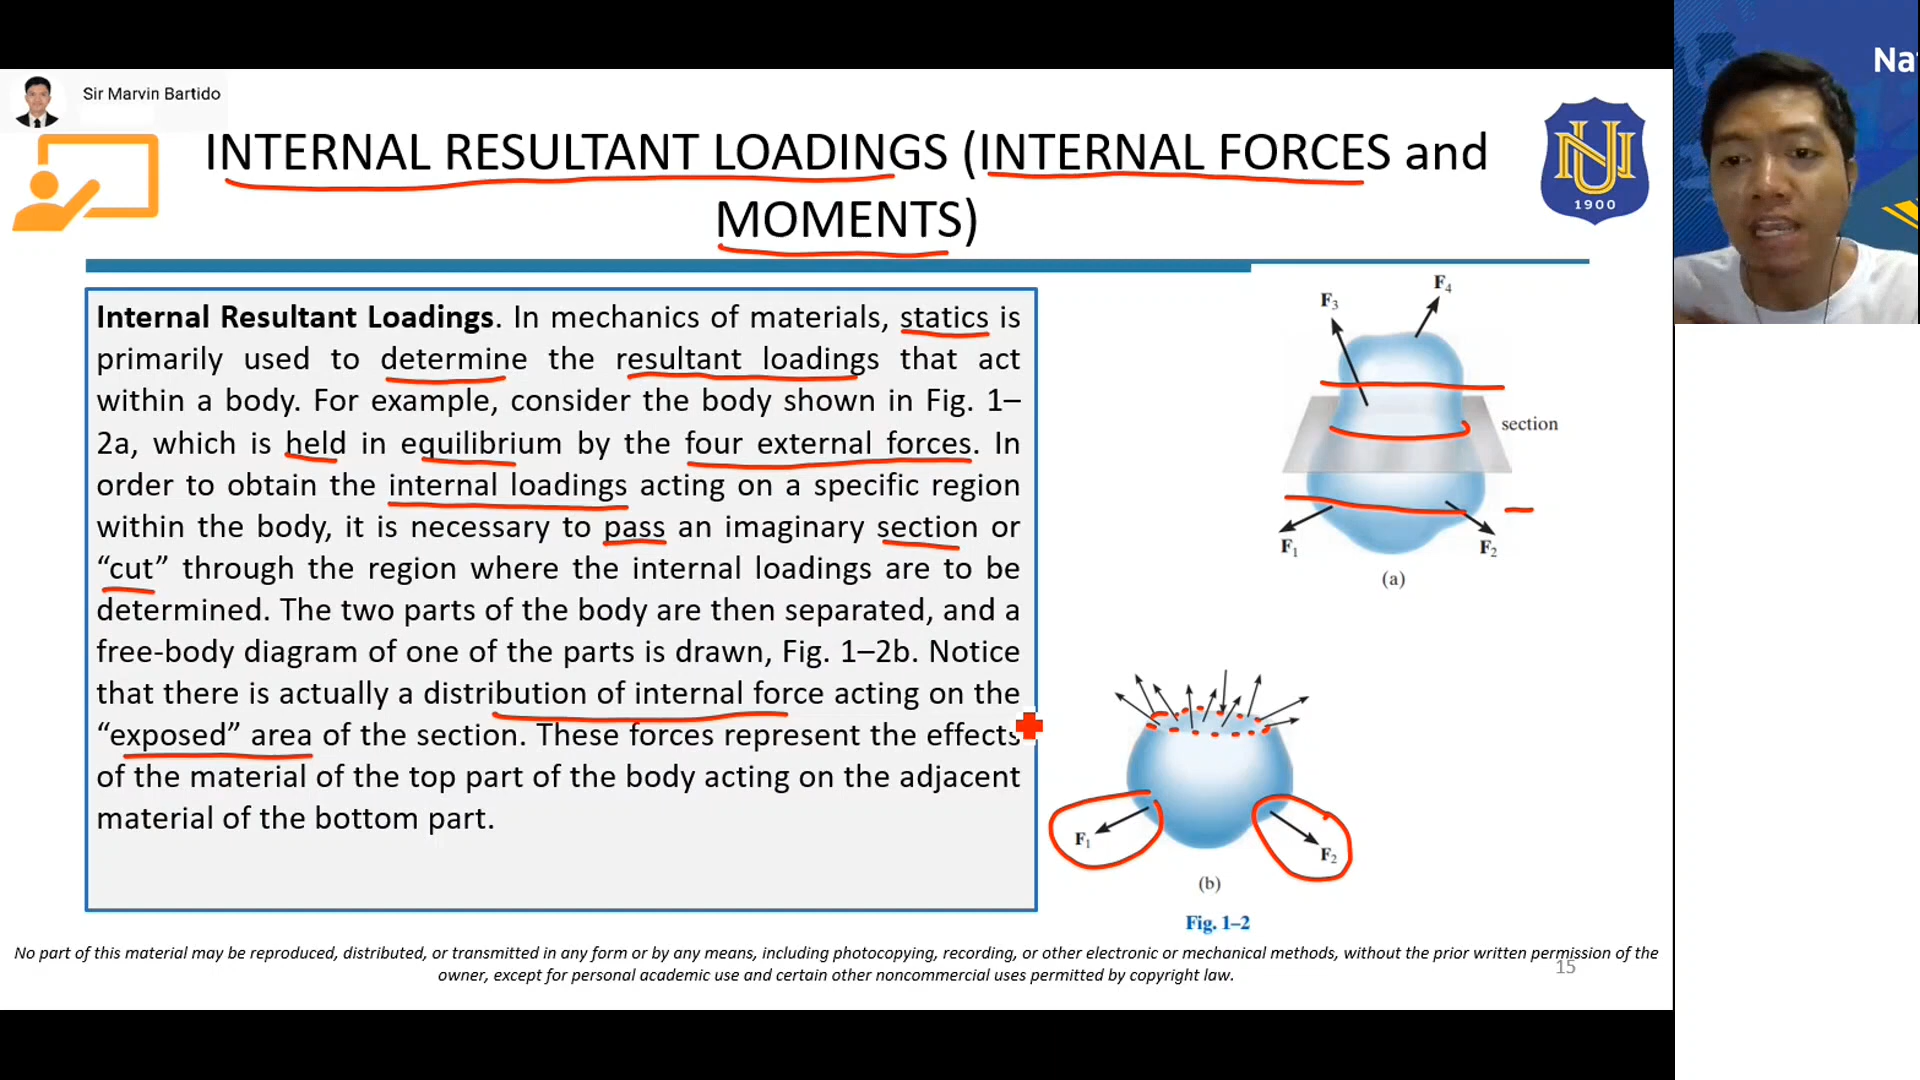 Sir Marvin Bartido
INTERNAL RESULTANT LOADINGS (INTERNAL FORCES and
MOMENTS)
NU
1900
Na
Internal Resultant Loadings. In mechanics of materials, statics is
primarily used to determine the resultant loadings that act
within a body. For example, consider the body shown in Fig. 1–
2a, which is held in equilibrium by the four external forces. In
order to obtain the internal loadings acting on a specific region
within the body, it is necessary to pass an imaginary section or
“cut” through the region where the internal loadings are to be
determined. The two parts of the body are then separated, and a
free-body diagram of one of the parts is drawn, Fig. 1–2b. Notice
that there is actually a distribution of internal force acting on the
“exposed” area of the section. These forces represent the effects
of the material of the top part of the body acting on the adjacent
material of the bottom part.
F4
F3
section
F1
F2
(a)
F1
F2
(b)
Fig. 1–2
No part of this material may be reproduced, distributed, or transmitted in any form or by any means, including photocopying, recording, or other electronic or mechanical methods, without the prior written permission of the
owner, except for personal academic use and certain other noncommercial uses permitted by copyright law.
15